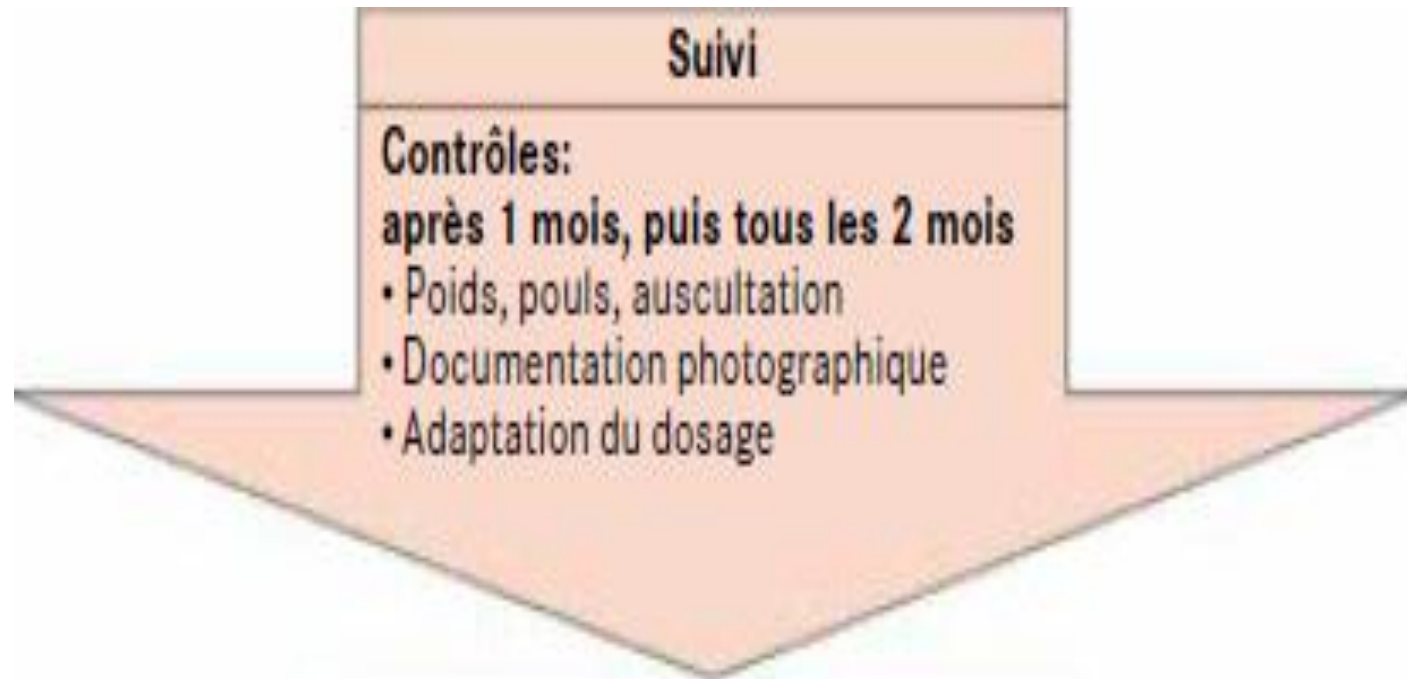 Suivi
Contrôles:
après 1 mois, puis tous les 2 mois
• Poids, pouls, auscultation
• Documentation photographique
• Adaptation du dosage